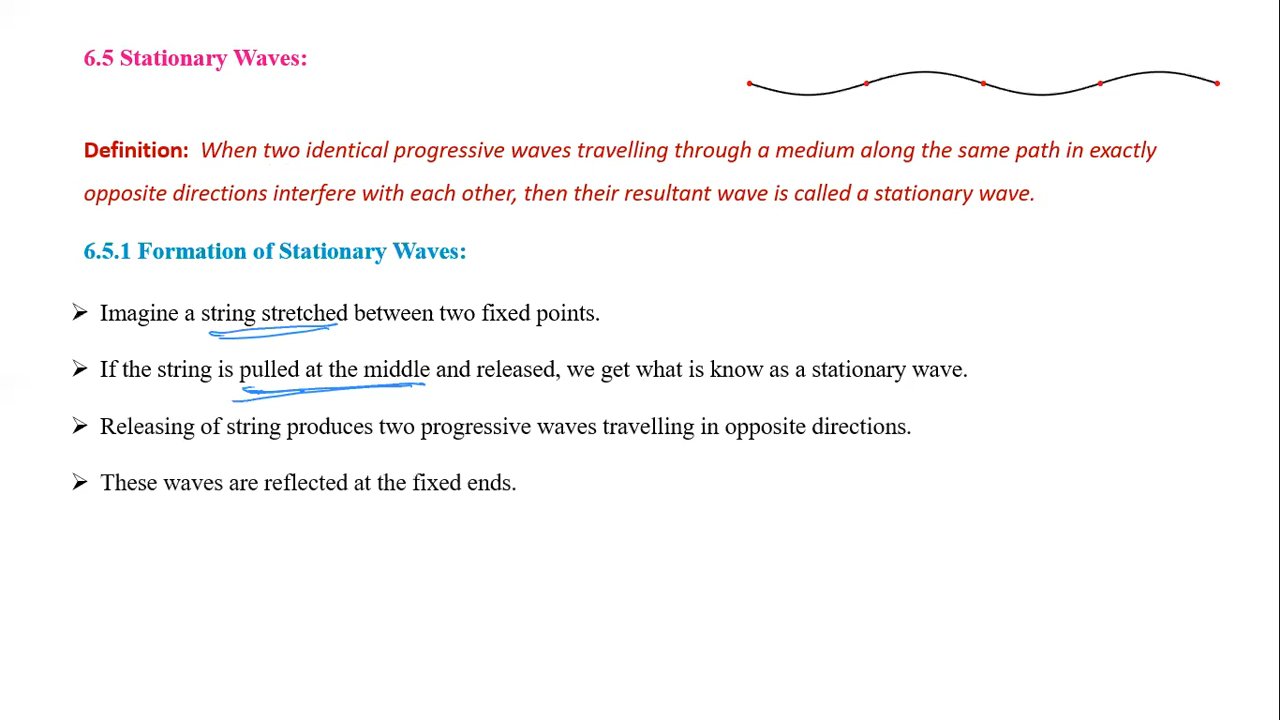 6.5 Stationary Waves:
Definition: When two identical progressive waves travelling through a medium along the same path in exactly
opposite directions interfere with each other, then their resultant wave is called a stationary wave.
6.5.1 Formation of Stationary Waves:
➢ Imagine a string stretched between two fixed points.
➢ If the string is pulled at the middle and released, we get what is know as a stationary wave.
➢ Releasing of string produces two progressive waves travelling in opposite directions.
➢ These waves are reflected at the fixed ends.